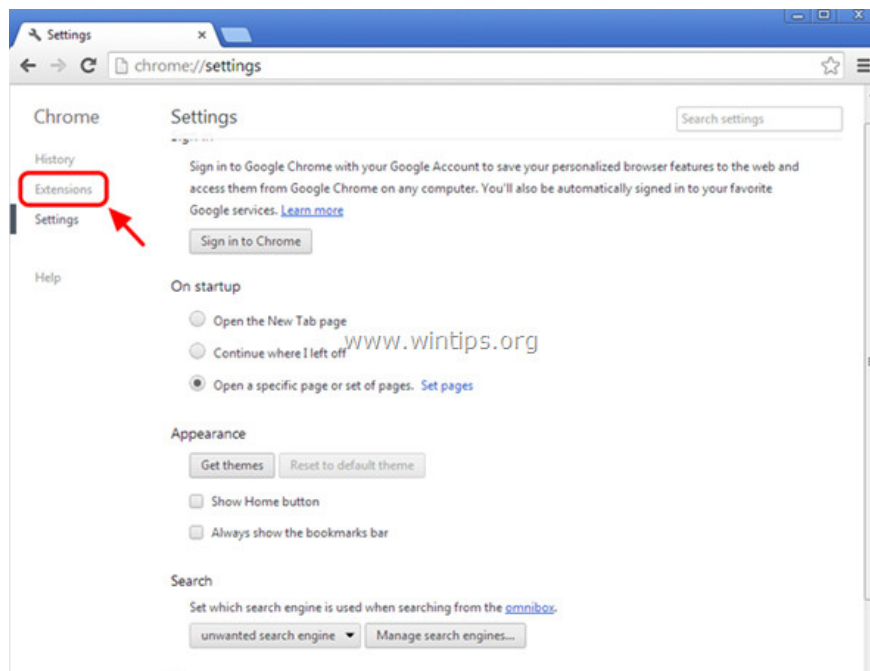 Settings
chrome://settings
Chrome
Settings
Search settings
History
Extensions
Settings
Help
Sign in
Sign in to Google Chrome with your Google Account to save your personalized browser features to the web and
access them from Google Chrome on any computer. You'll also be automatically signed in to your favorite
Google services. Learn more
Sign in to Chrome
On startup
Open the New Tab page
Continue where I left off
www.wintips.org
Open a specific page or set of pages. Set pages
Appearance
Get themes Reset to default theme
Show Home button
Always show the bookmarks bar
Search
Set which search engine is used when searching from the omnibox.
unwanted search engine Manage search engines...